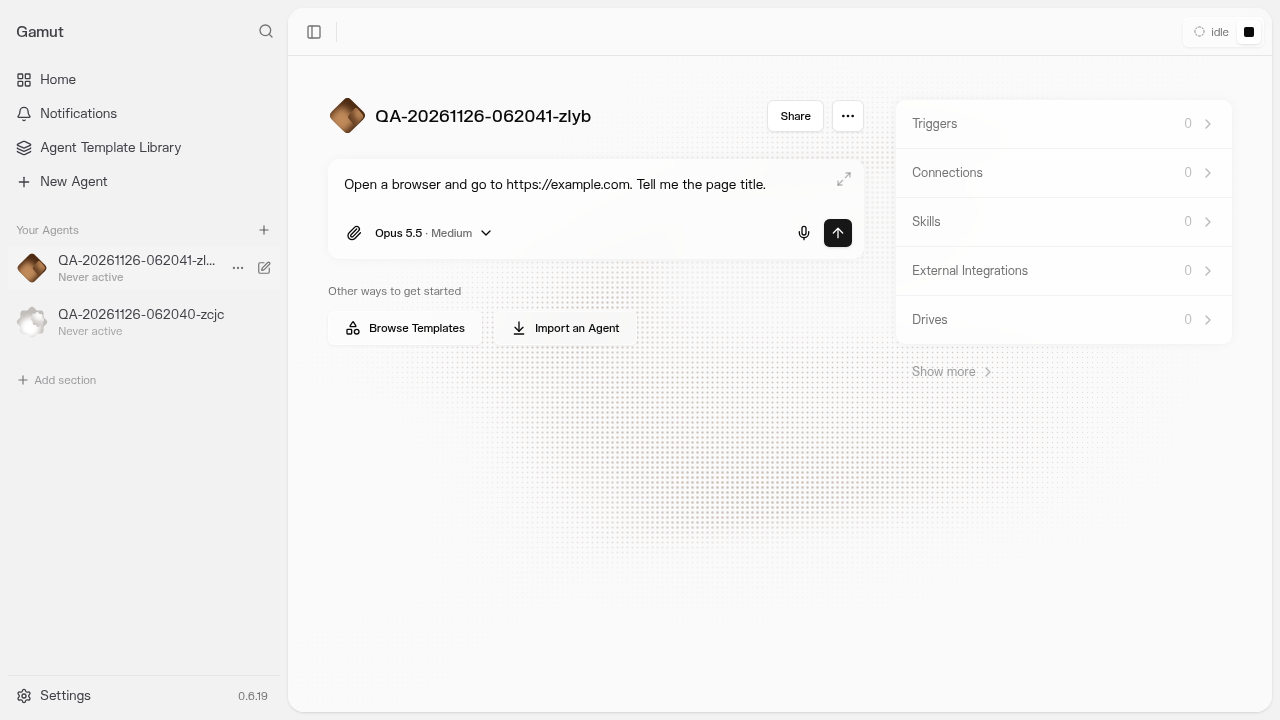 Gamut
Home
Notifications
Agent Template Library
New Agent
Your Agents
QA-20261126-062041-zl...
Never active
QA-20261126-062040-zcjc
Never active
Add section
Settings
0.6.19
idle
QA-20261126-062041-zlyb
Share
Open a browser and go to https://example.com. Tell me the page title.
Opus 5.5 · Medium
Other ways to get started
Browse Templates
Import an Agent
Triggers 0
Connections 0
Skills 0
External Integrations 0
Drives 0
Show more